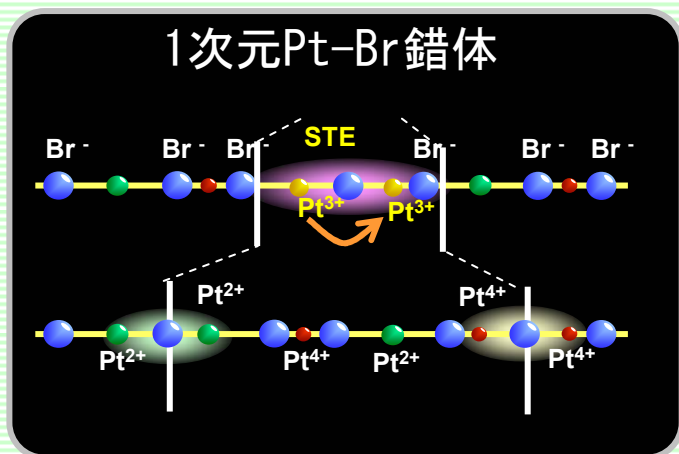 1次元Pt-Br錯体
STE
Br - Br - Br - Br - Br - Br -
Pt3+ Pt3+
Pt2+ Pt4+
Pt2+ Pt4+ Pt2+ Pt4+